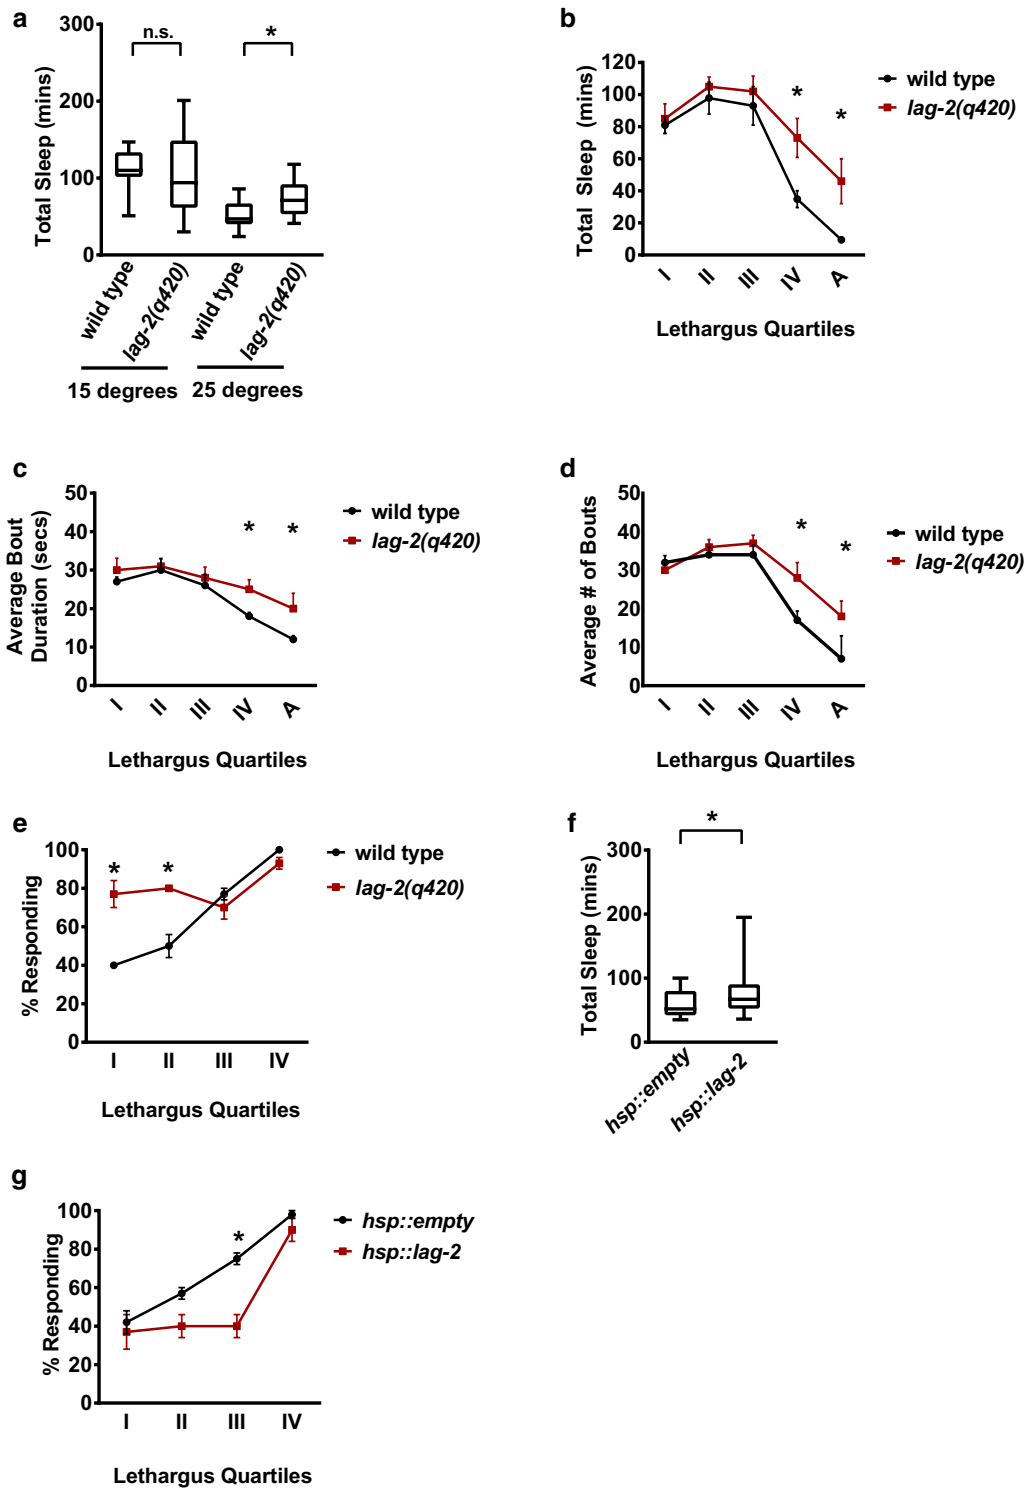 a
300
200
100
0
Total Sleep (mins)
n.s.
*
wild type
lag-2(q420)
wild type
lag-2(q420)
15 degrees
25 degrees
b
120
100
80
60
40
20
0
Total Sleep (mins)
*
*
wild type
lag-2(q420)
I
II
III
IV
A
Lethargus Quartiles
c
50
40
30
20
10
0
Average Bout
Duration (secs)
*
*
wild type
lag-2(q420)
I
II
III
IV
A
Lethargus Quartiles
d
50
40
30
20
10
0
Average # of Bouts
*
*
wild type
lag-2(q420)
I
II
III
IV
A
Lethargus Quartiles
e
100
80
60
40
20
0
% Responding
*
*
wild type
lag-2(q420)
I
II
III
IV
Lethargus Quartiles
f
300
200
100
0
Total Sleep (mins)
*
hsp::empty
hsp::lag-2
g
100
80
60
40
20
0
% Responding
*
hsp::empty
hsp::lag-2
I
II
III
IV
Lethargus Quartiles